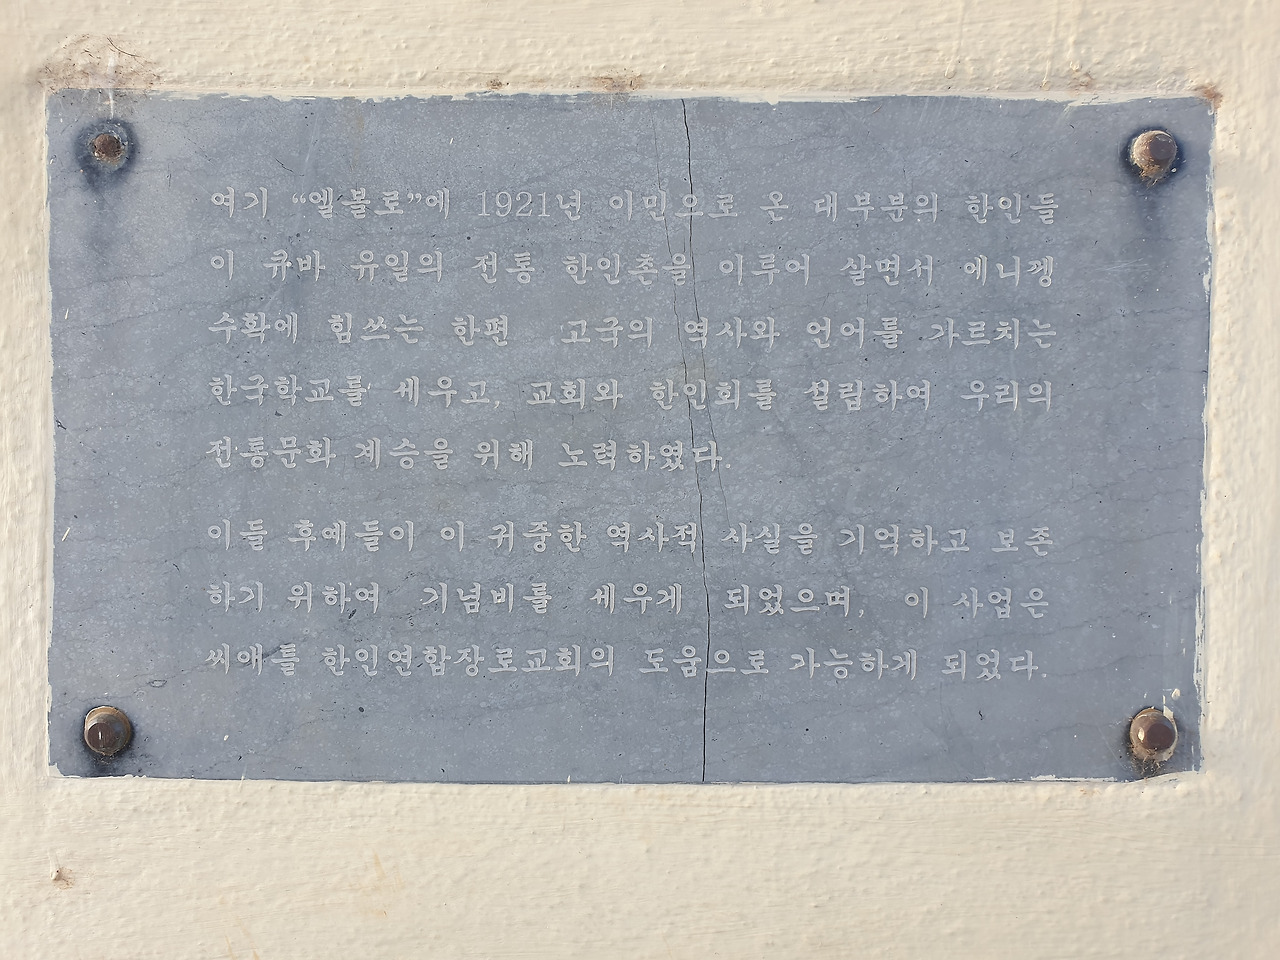 여기 “엘볼로”에 1921년 이민으로 온 대부분의 한인들
이 큐바 유일의 전통 한인촌을 이루어 살면서 에니껭
수확에 힘쓰는 한편 고국의 역사와 언어를 가르치는
한국학교를 세우고, 교회와 한인회를 설립하여 우리의
전통문화 계승을 위해 노력하였다.
이들 후예들이 이 귀중한 역사적 사실을 기억하고 보존
하기 위하여 기념비를 세우게 되었으며, 이 사업은
씨애틀 한인연합장로교회의 도움으로 가능하게 되었다.